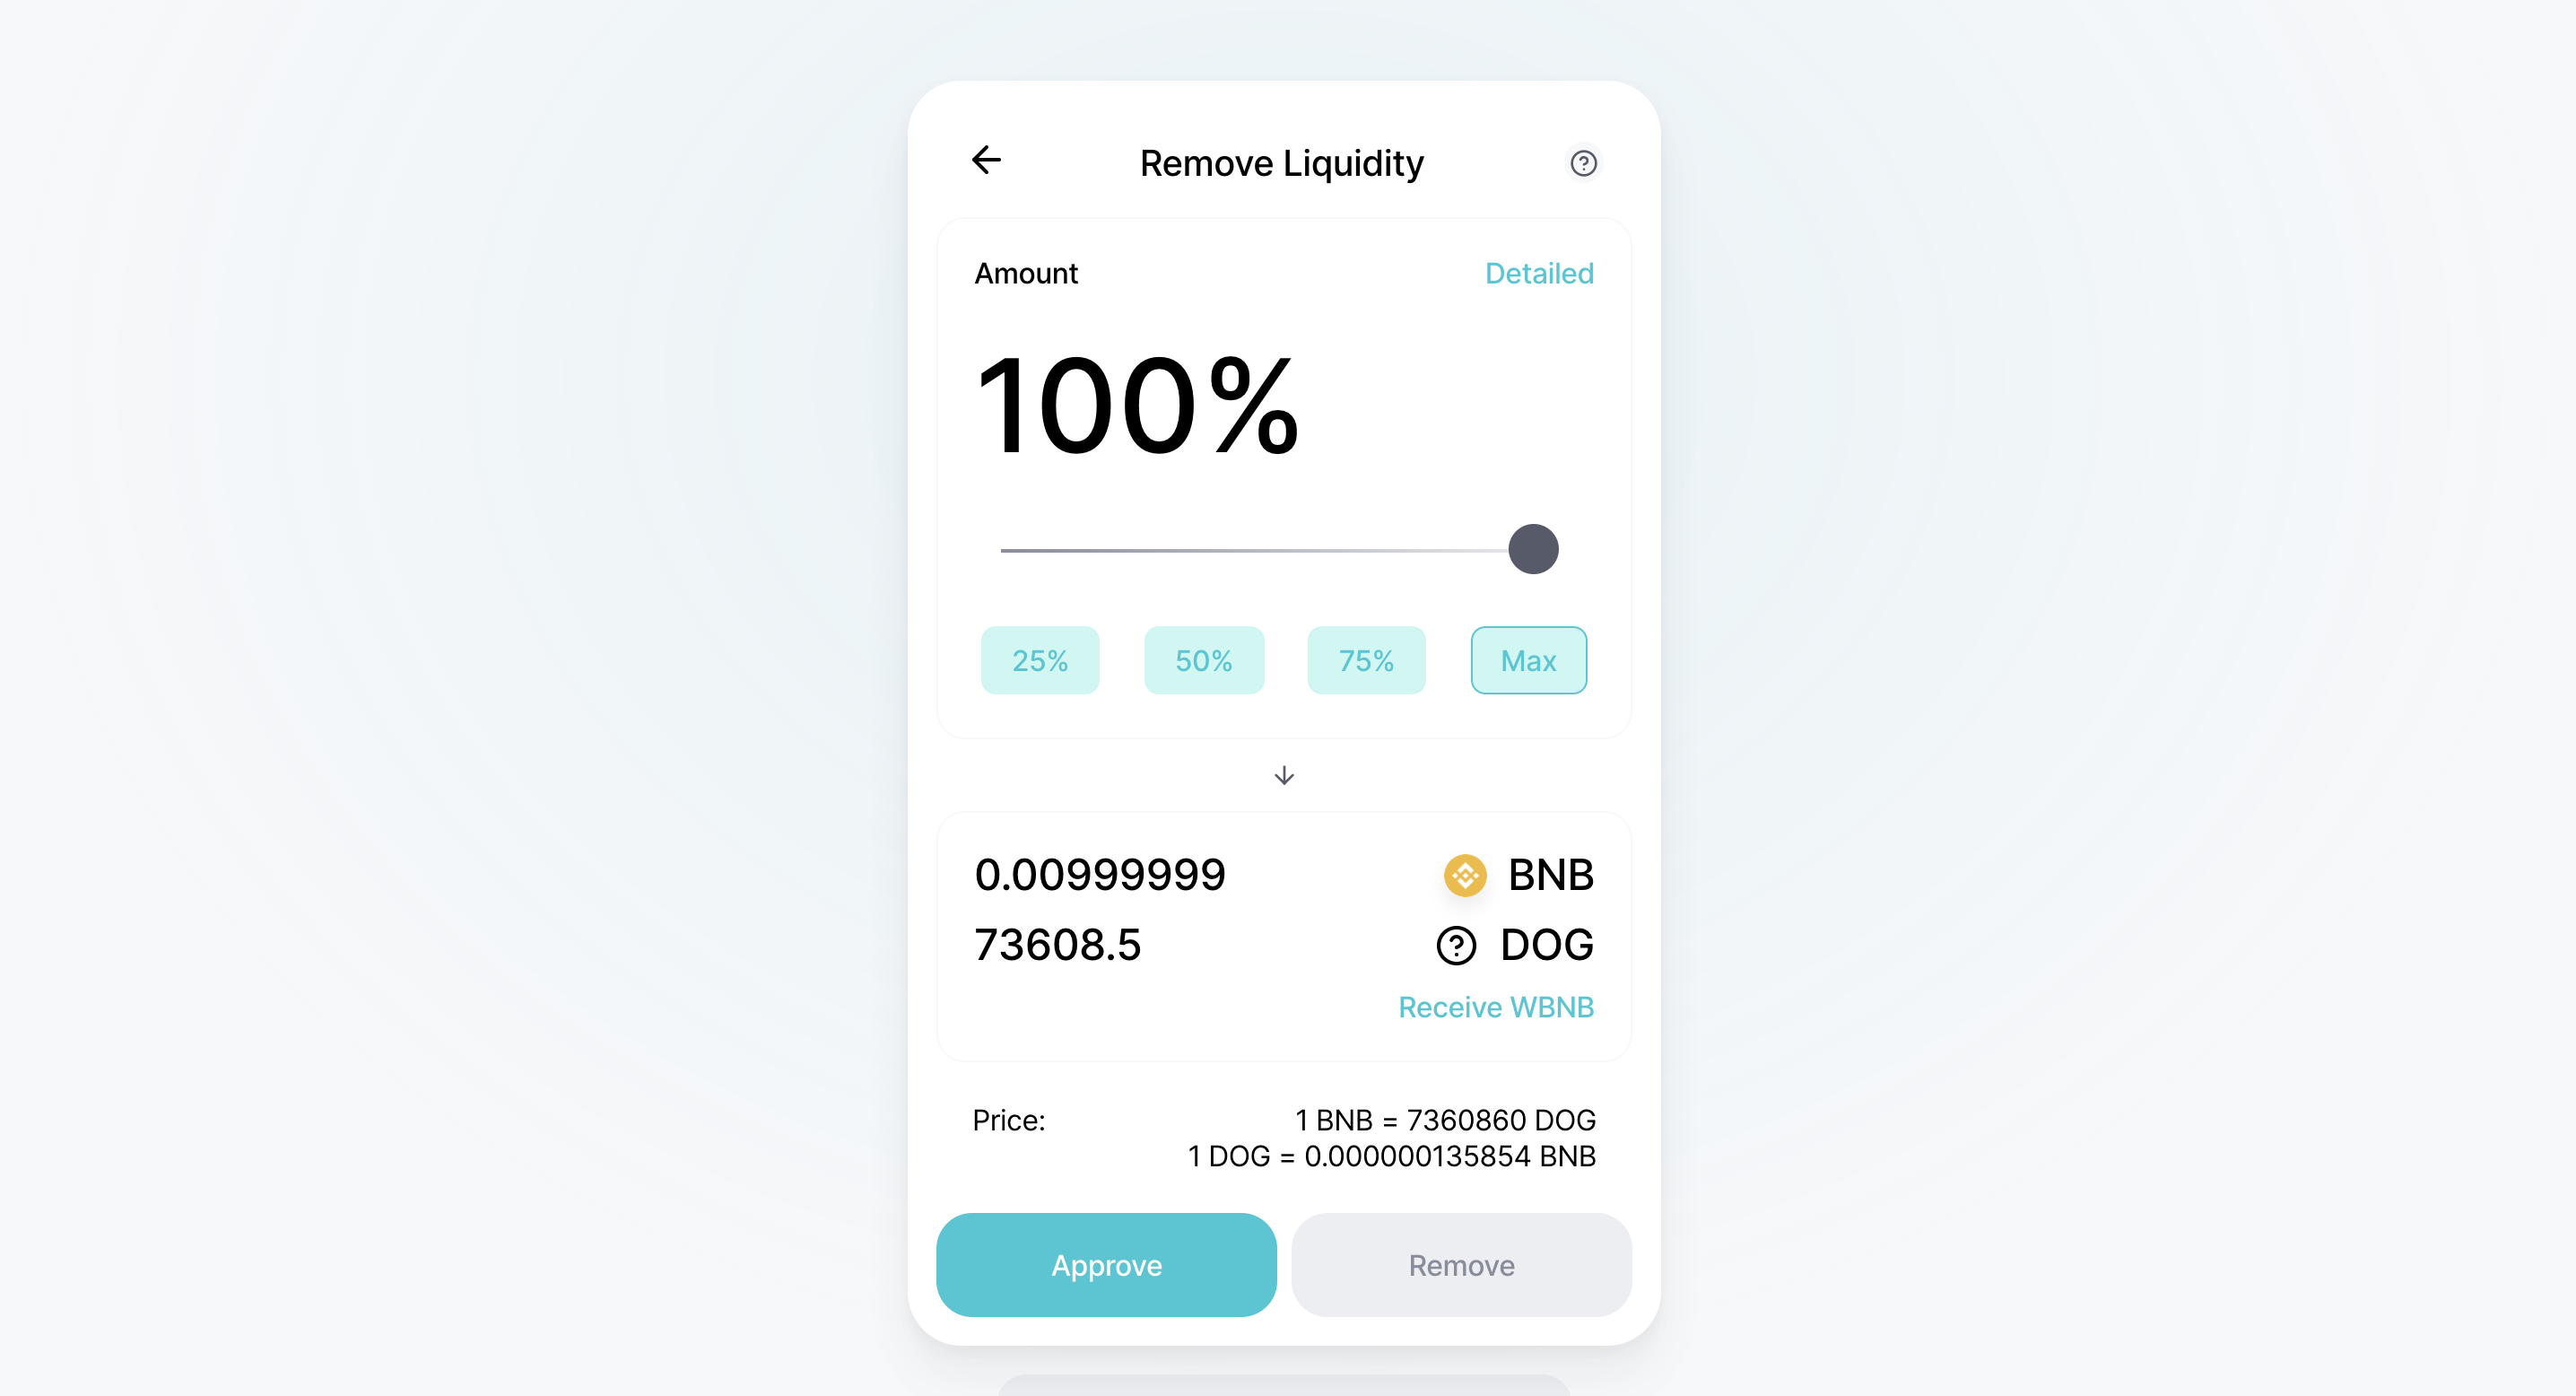 Remove Liquidity
Amount
Detailed
100%
25%
50%
75%
Max
0.00999999
BNB
73608.5
DOG
Receive WBNB
Price:
1 BNB = 7360860 DOG
1 DOG = 0.000000135854 BNB
Approve
Remove